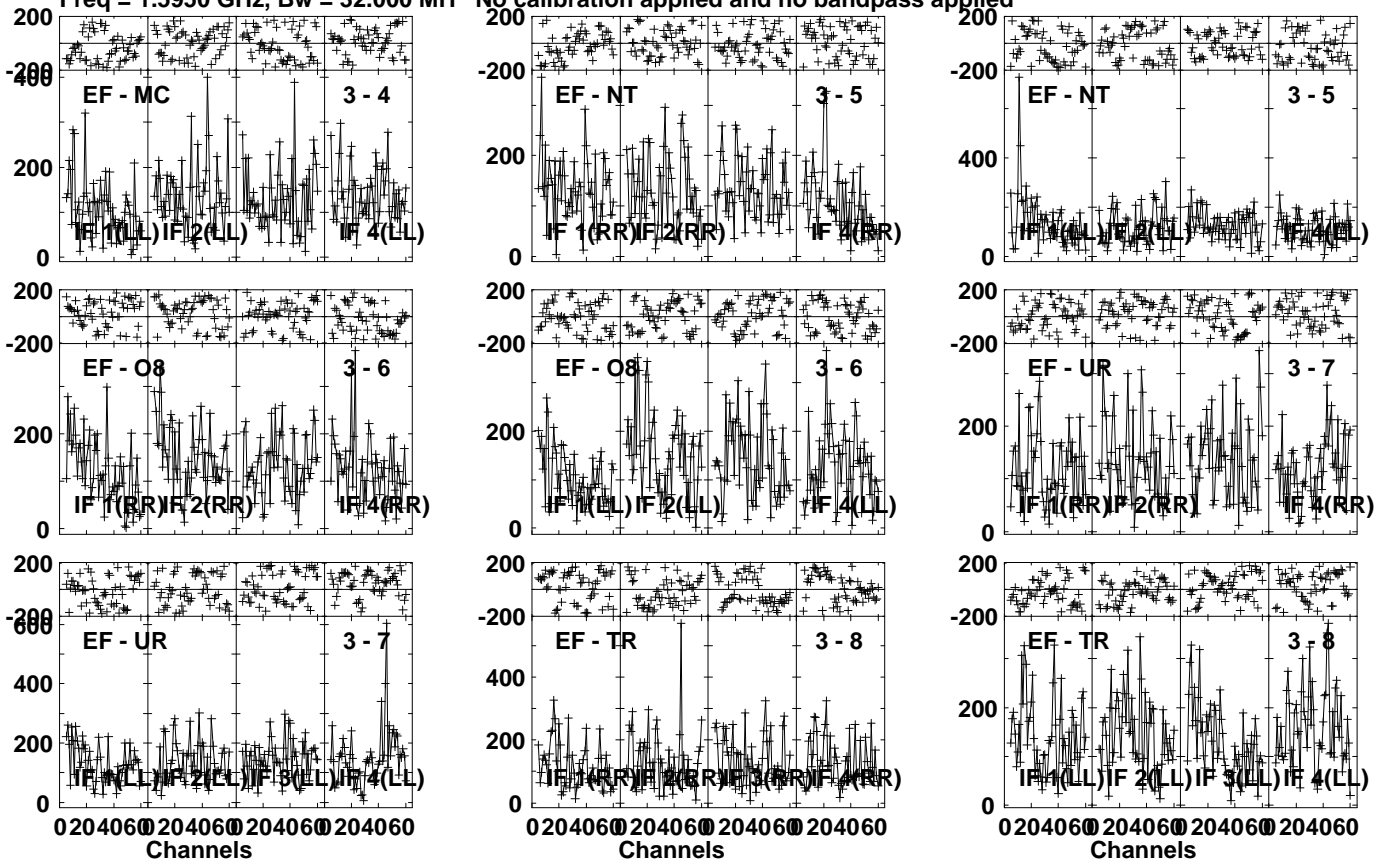 Freq = 1.5950 GHz, Bw = 32.000 MH No calibration applied and no bandpass applied
200 200 200
-200 -200
400
EF - MC 3 - 4 EF - NT 3 - 5 EF - NT 3 - 5
200 200 400
IF 1(LL) IF 2(LL) IF 4(LL) IF 1(RR) IF 2(RR) IF 4(RR) IF 1(LL) IF 2(LL) IF 4(LL)
0 0 0
200 200 200
-200 -200 -200
EF - O8 3 - 6 EF - O8 3 - 6 EF - UR 3 - 7
200 200 200
IF 1(RR) IF 2(RR) IF 4(RR) IF 1(LL) IF 2(LL) IF 4(LL) IF 1(RR) IF 2(RR) IF 4(RR)
0 0 0
200 200 200
-200 -200 -200
600
EF - UR 3 - 7 EF - TR 3 - 8 EF - TR 3 - 8
400 400
200 200 200
IF 1(LL) IF 2(LL) IF 3(LL) IF 4(LL) IF 1(RR) IF 2(RR) IF 3(RR) IF 4(RR) IF 1(LL) IF 2(LL) IF 3(LL) IF 4(LL)
0 0 0
0 20 40 60 0 20 40 60 0 20 40 60 0 20 40 60 0 20 40 60 0 20 40 60 0 20 40 60 0 20 40 60 0 20 40 60 0 20 40 60 0 20 40 60 0 20 40 60
Channels Channels Channels